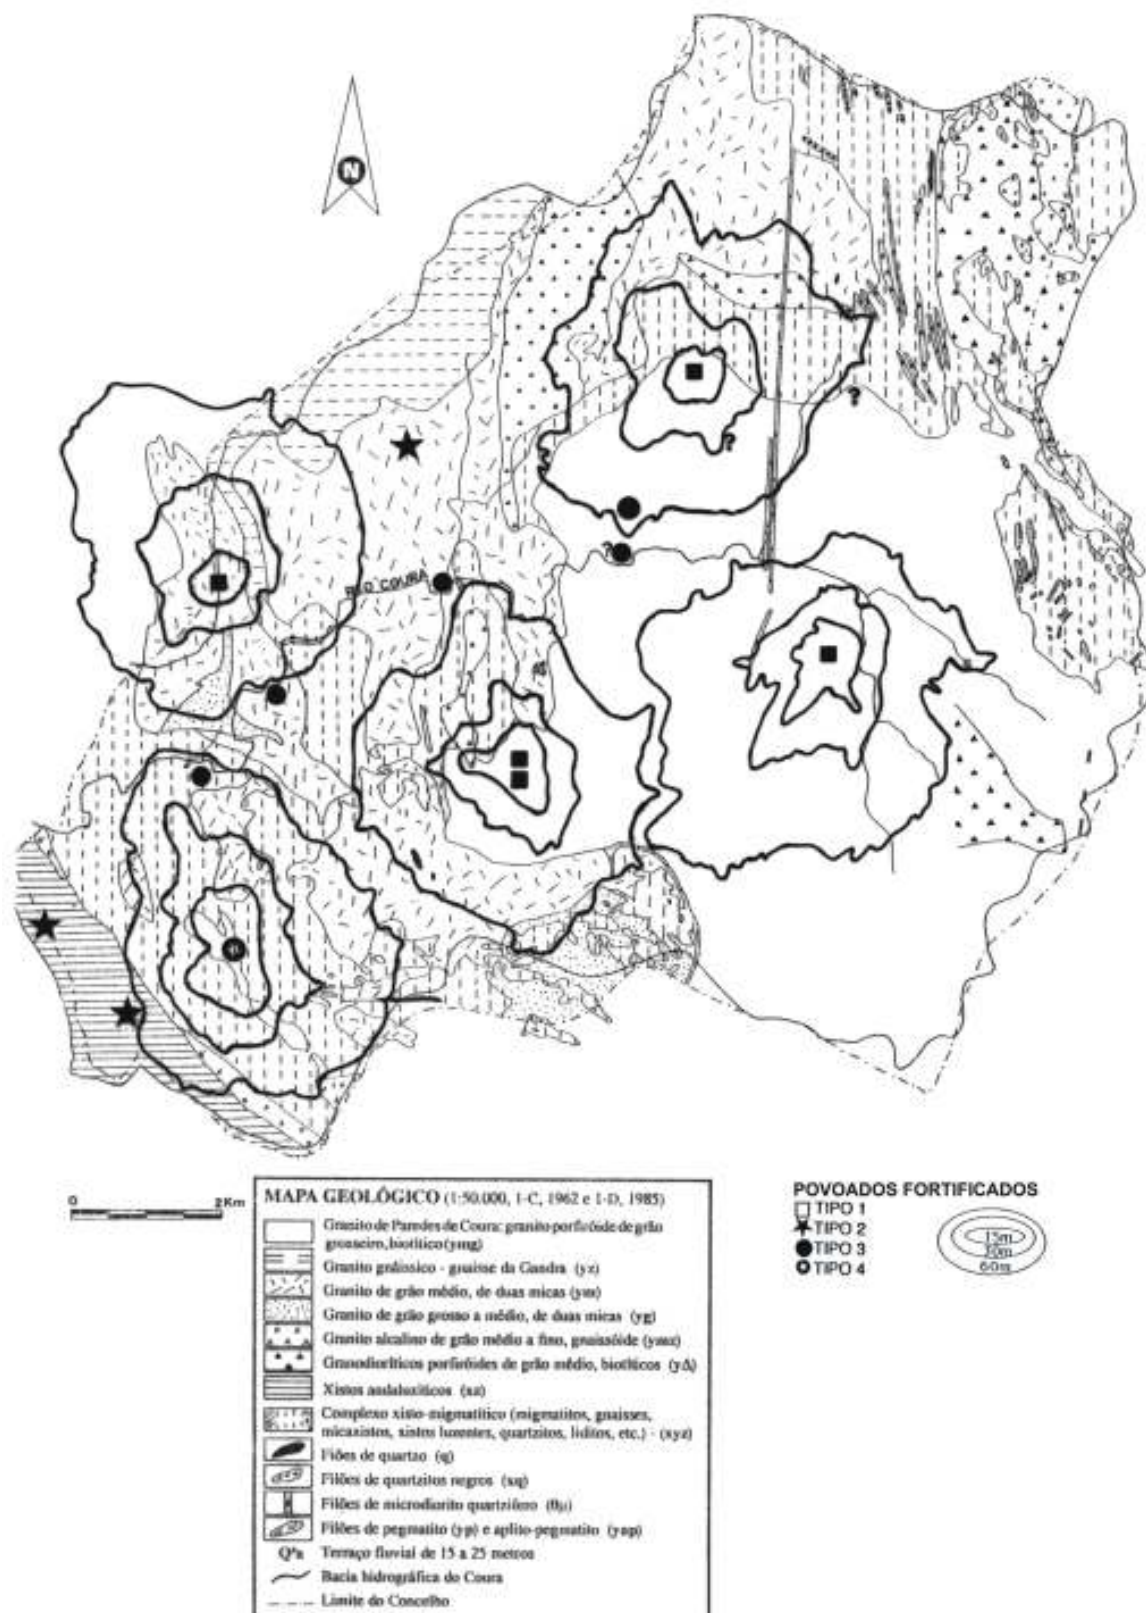 N
?
?
RIO COURA
?
0 2Km
MAPA GEOLÓGICO (1:50.000, 1-C, 1962 e 1-D, 1985)
Granito de Paredes de Coura: granito porfiróide de grão
grosseiro, biotítico (γmg)
Granito gnáissico - gnaisse da Gandra (γz)
Granito de grão médio, de duas micas (γm)
Granito de grão grosso a médio, de duas micas (γg)
Granito alcalino de grão médio a fino, gnaissóide
Granodioríticos porfiróides de grão médio, biotíticos (γΔ)
Xistos andaluzíticos
Complexo xisto-migmatítico (migmatitos, gnaisses,
micaxistos, xistos luzentes, quartzitos, liditos, etc.) - (xyz)
Filões de quartzo (q)
Filões de quartzitos negros (xq)
Filões de microdiorito quartzífero (θμ)
Filões de pegmatito (γp) e aplito-pegmatito (γap)
Terraço fluvial de 15 a 25 metros
Bacia hidrográfica do Coura
Limite do Concelho
POVOADOS FORTIFICADOS
TIPO 1
TIPO 2
TIPO 3
TIPO 4
15m
30m
60m